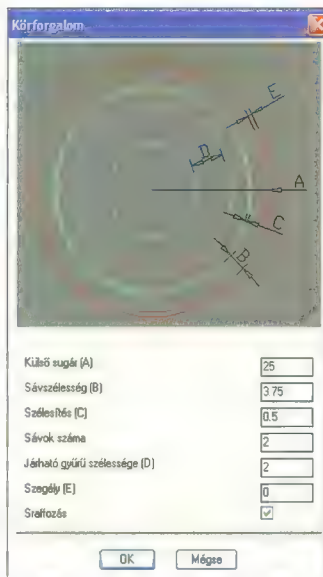 Körforgalom
E
D
A
C
B
Külső sugár (A)
25
Sávszélesség (B)
3.75
Szélesítés (C)
0.5
Sávok száma
2
Járható gyűrű szélessége (D)
2
Szegély (E)
0
Sraffozás
OK
Mégse